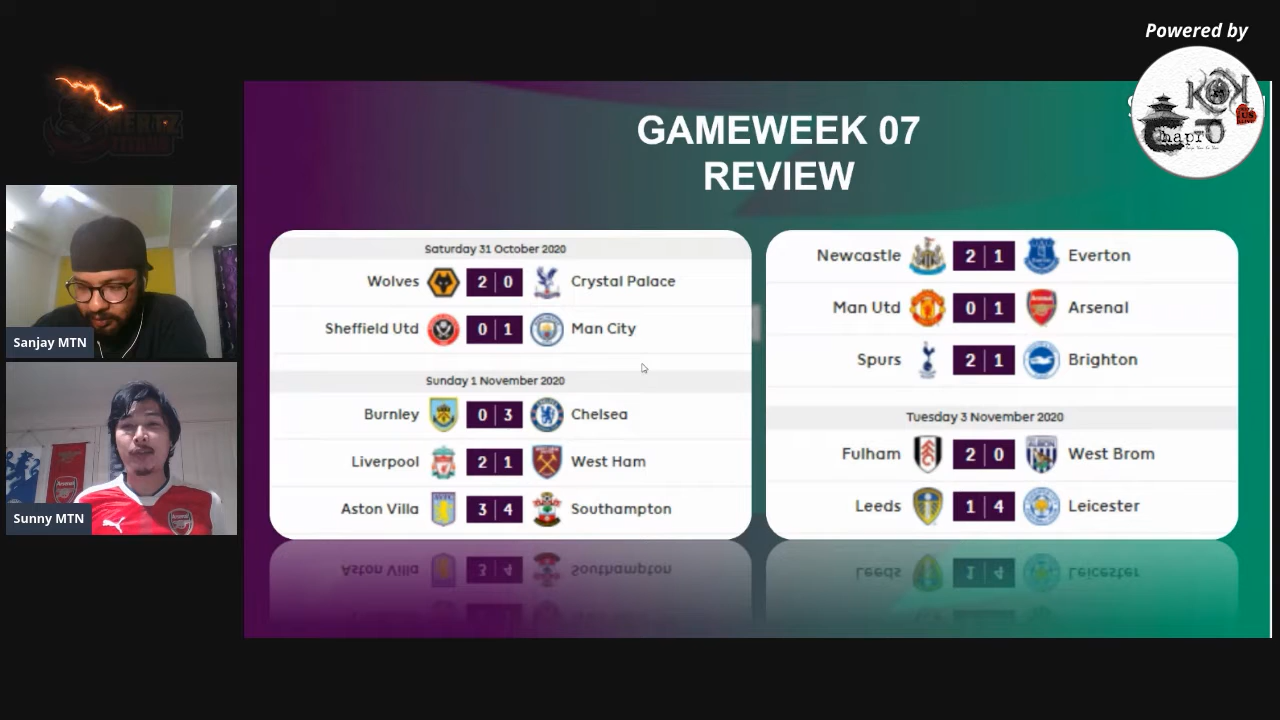 Powered by
GAMEWEEK 07
REVIEW
Saturday 31 October 2020
Wolves 2 0 Crystal Palace
Sheffield Utd 0 1 Man City
Sunday 1 November 2020
Burnley 0 3 Chelsea
Liverpool 2 1 West Ham
Aston Villa 3 4 Southampton
Newcastle 2 1 Everton
Man Utd 0 1 Arsenal
Spurs 2 1 Brighton
Tuesday 3 November 2020
Fulham 2 0 West Brom
Leeds 1 4 Leicester
Sanjay MTN
Sunny MTN